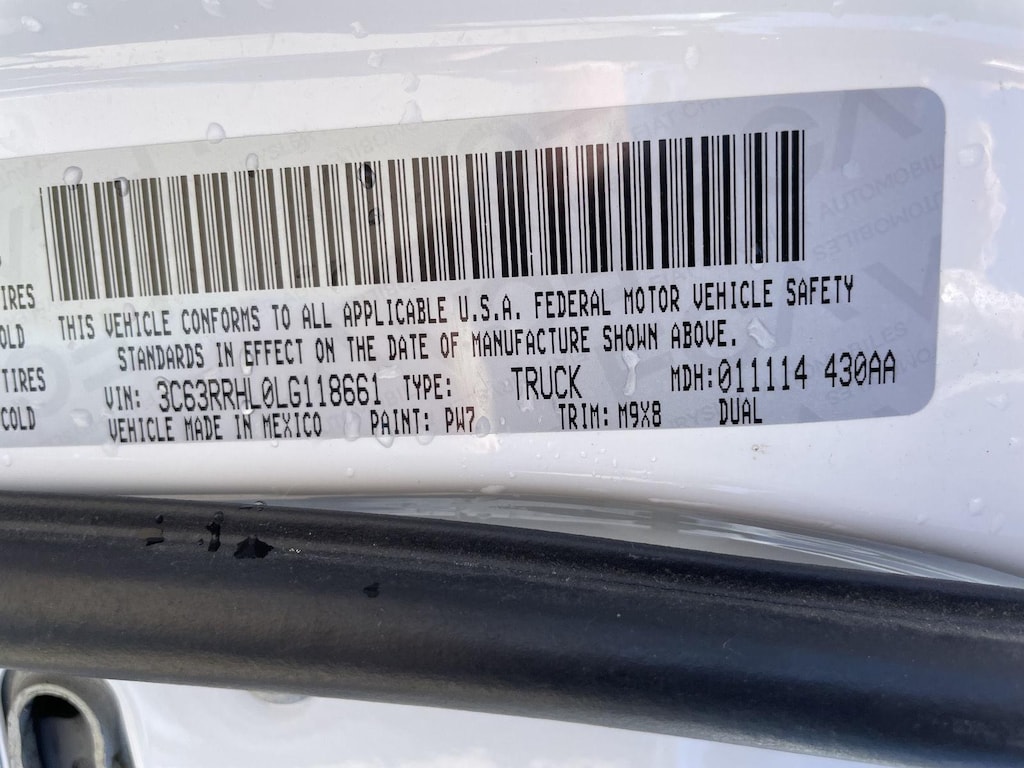 THIS VEHICLE CONFORMS TO ALL APPLICABLE U.S.A. FEDERAL MOTOR VEHICLE SAFETY
STANDARDS IN EFFECT ON THE DATE OF MANUFACTURE SHOWN ABOVE.
IRES
OLD
TIRES
COLD
VIN: 3C63RRHL0LG118661 TYPE: TRUCK MDH:011114 430AA
VEHICLE MADE IN MEXICO PAINT: PW7 TRIM: M9X8 DUAL